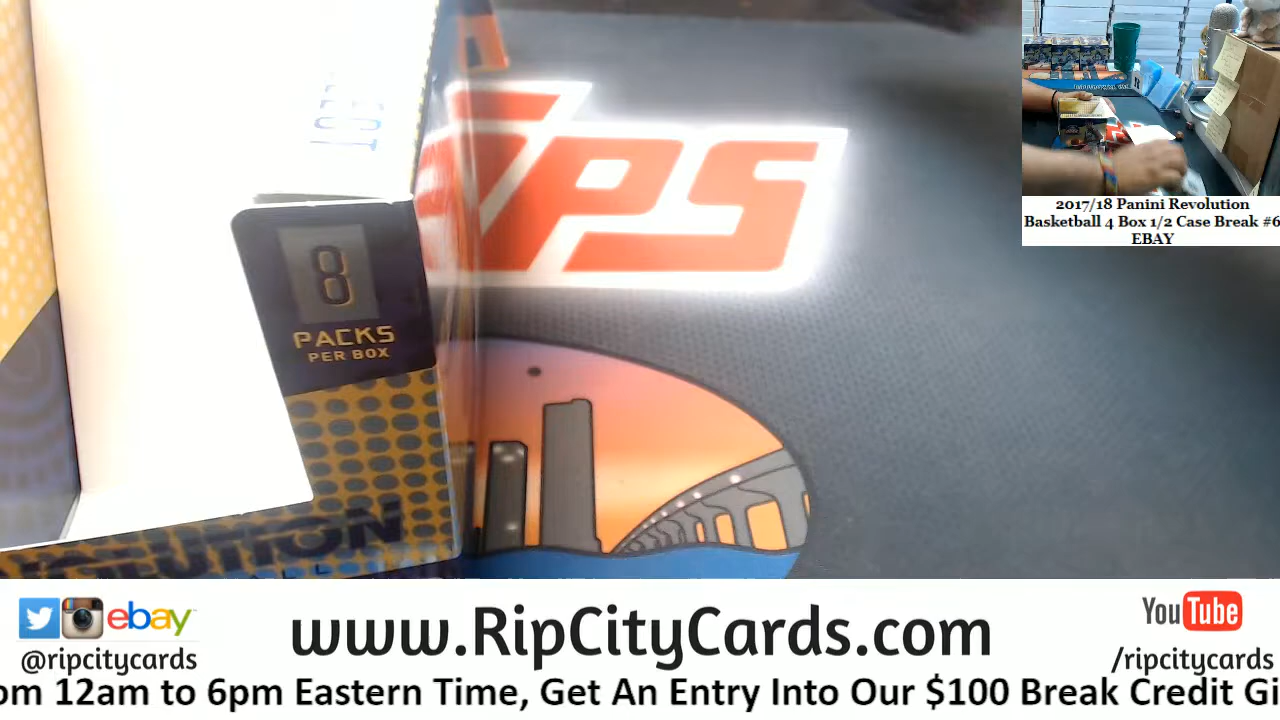 8
PACKS
PER BOX
2017/18 Panini Revolution
Basketball 4 Box 1/2 Case Break #6
EBAY
ebay
@ripcitycards
www.RipCityCards.com
YouTube
/ripcitycards
om 12am to 6pm Eastern Time, Get An Entry Into Our $100 Break Credit Gi